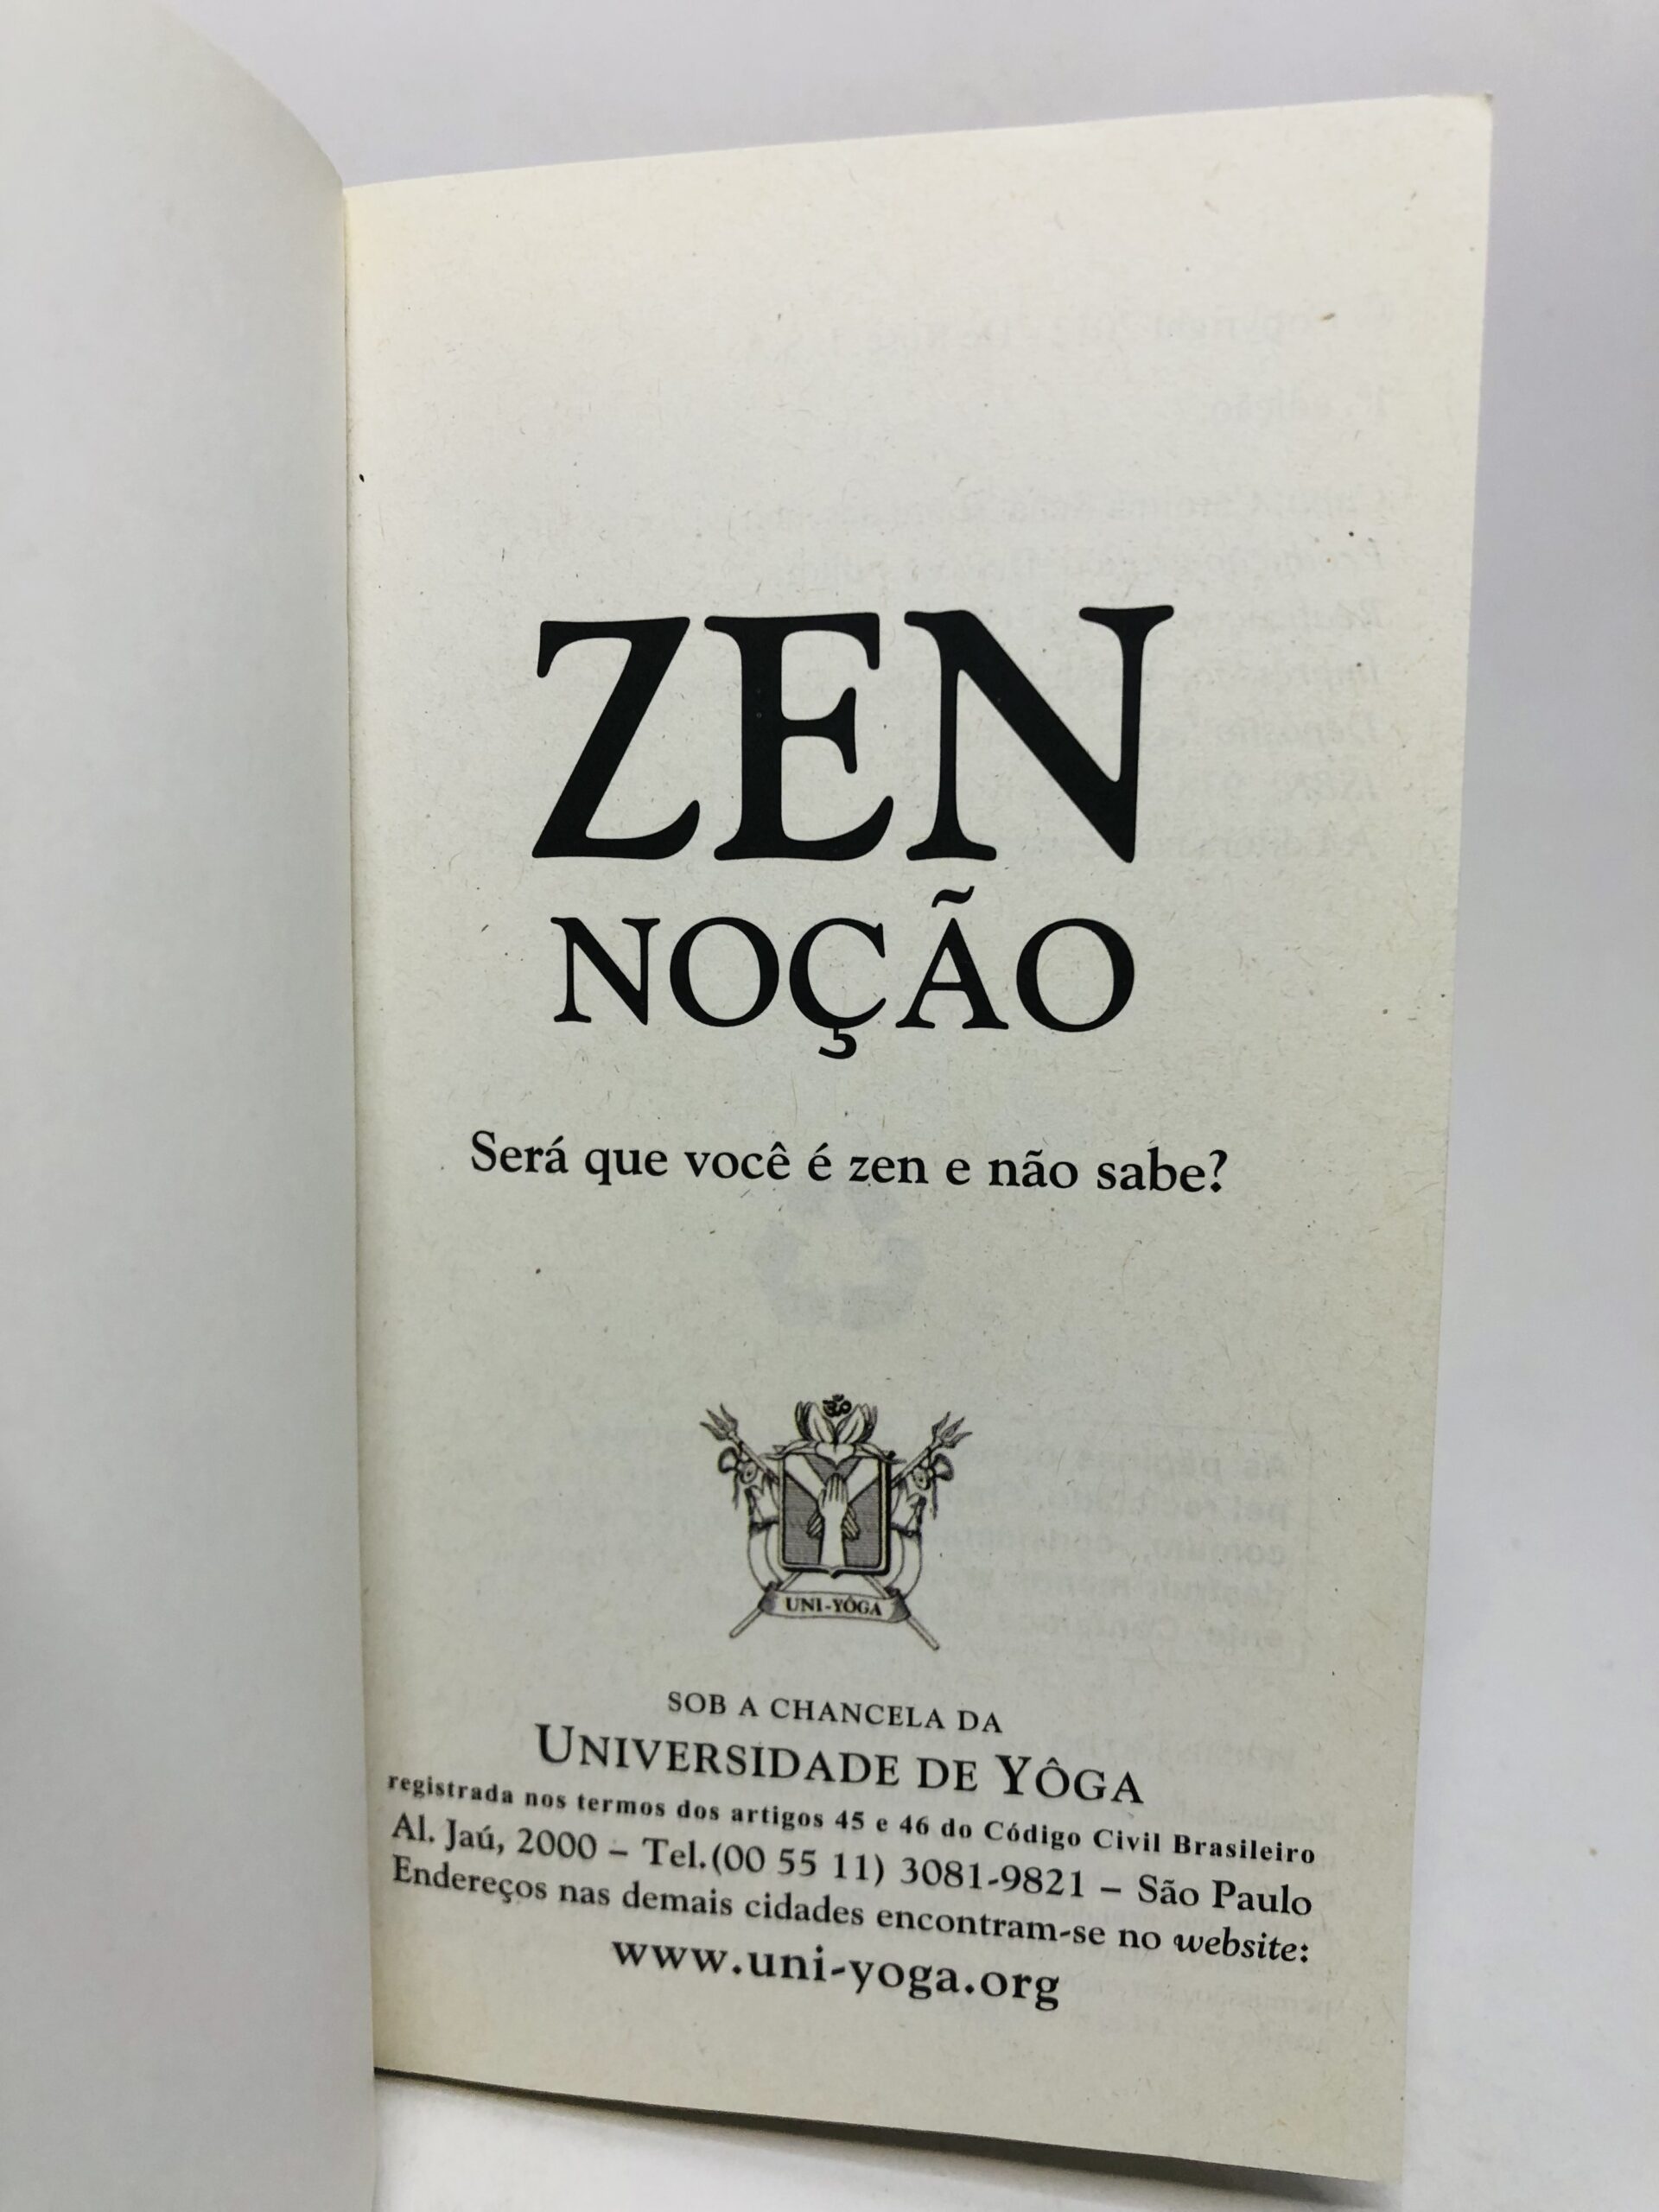 ZEN
NOÇÃO
Será que você é zen e não sabe?
ॐ
UNI-YÔGA
SOB A CHANCELA DA
UNIVERSIDADE DE YÔGA
registrada nos termos dos artigos 45 e 46 do Código Civil Brasileiro
Al. Jaú, 2000 – Tel.(00 55 11) 3081-9821 – São Paulo
Endereços nas demais cidades encontram-se no website:
www.uni-yoga.org